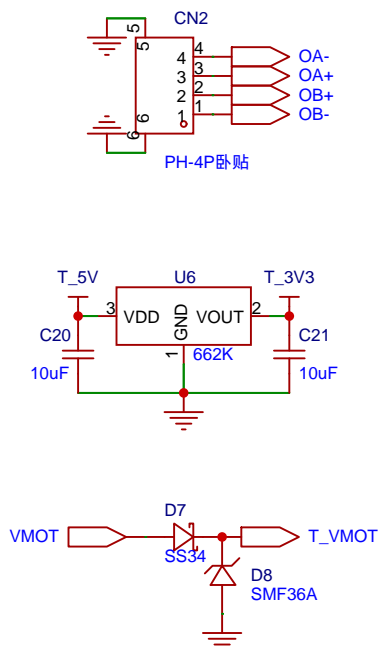 CN2
5
5
4
4
OA-
3
3
OA+
2
2
OB+
1
1
OB-
6
6
PH-4P卧贴
T_5V
U6
T_3V3
3
VDD
GND
VOUT
2
C20
10uF
1
662K
C21
10uF
D7
VMOT
SS34
T_VMOT
D8
SMF36A